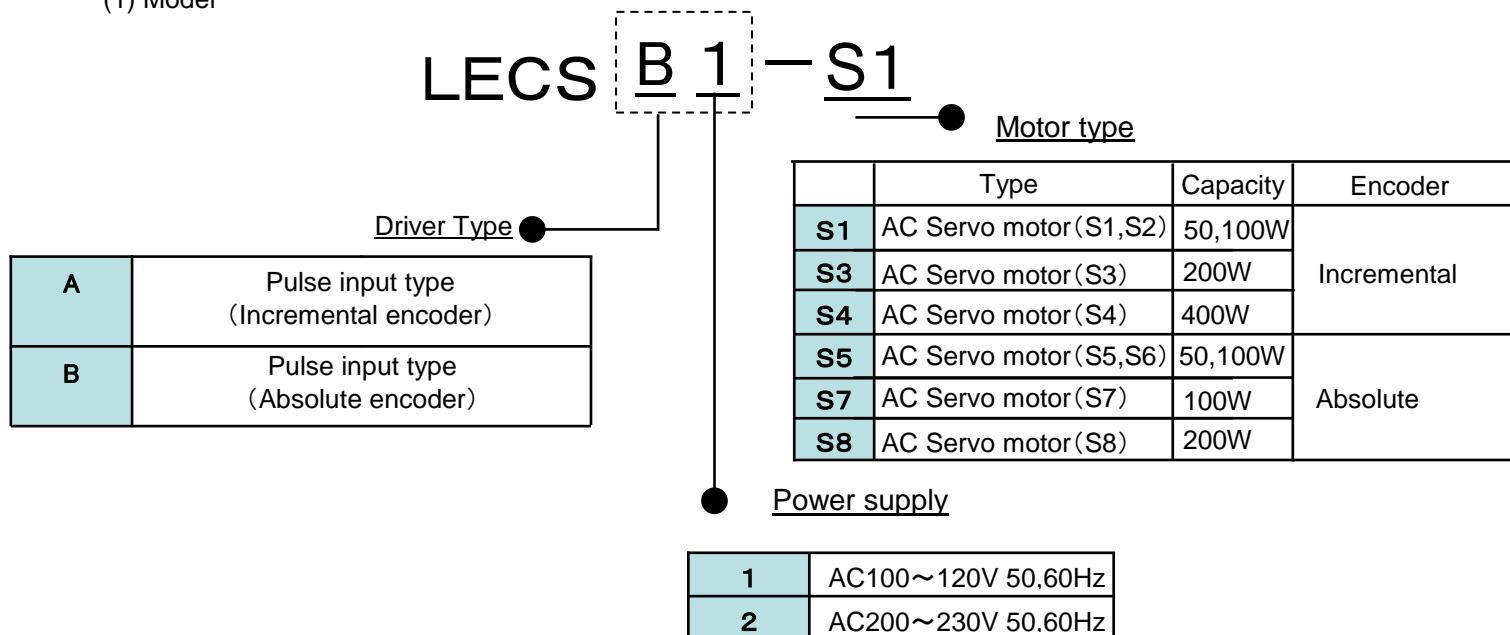 (1) Model
LECS B 1 － S1
Motor type
Type Capacity Encoder
S1 AC Servo motor（S1,S2） 50,100W
S3 AC Servo motor（S3） 200W Incremental
S4 AC Servo motor（S4） 400W
S5 AC Servo motor（S5,S6） 50,100W
S7 AC Servo motor（S7） 100W Absolute
S8 AC Servo motor（S8） 200W
Driver Type
A Pulse input type
（Incremental encoder）
B Pulse input type
（Absolute encoder）
Power supply
1 AC100～120V 50,60Hz
2 AC200～230V 50,60Hz